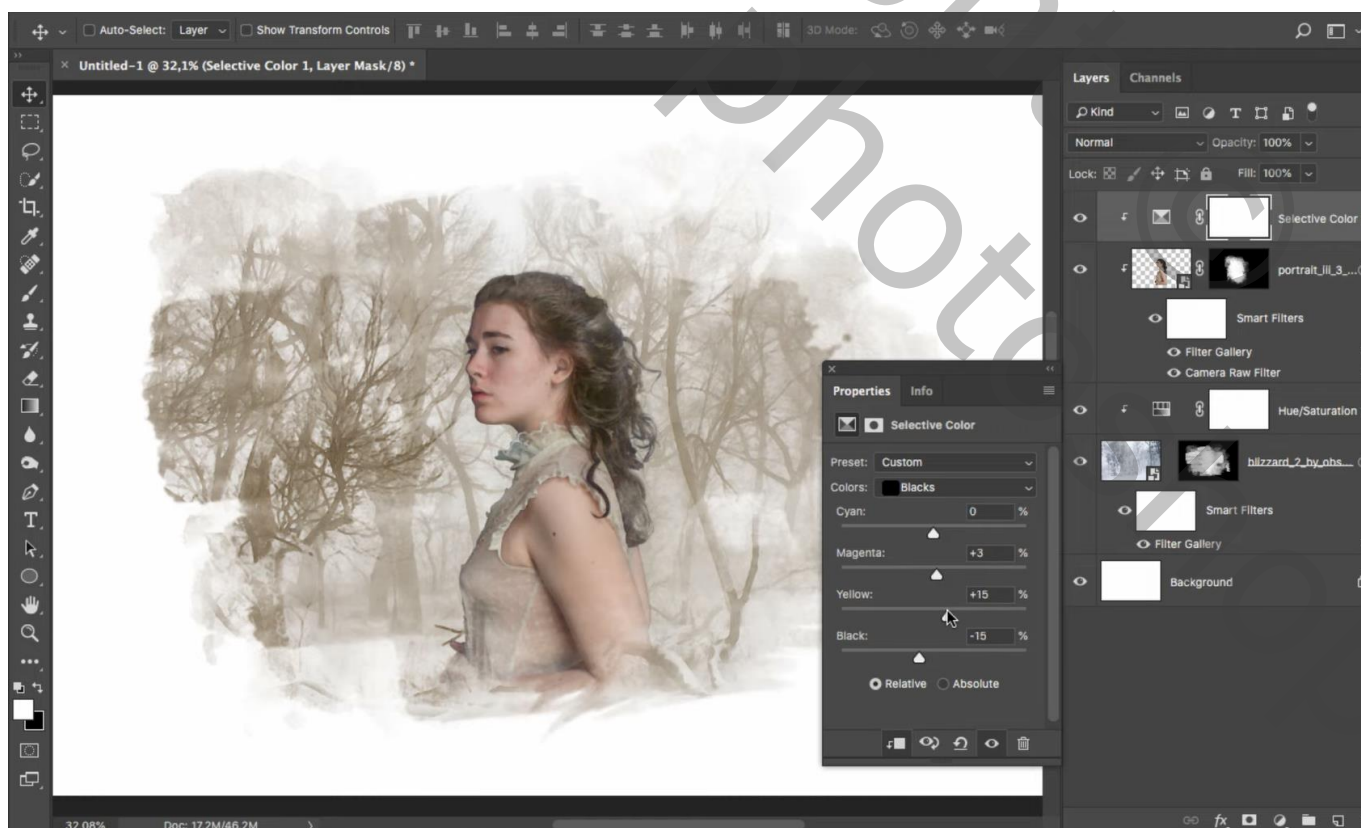 Auto-Select: Layer Show Transform Controls 3D Mode:
Untitled-1 @ 32,1% (Selective Color 1, Layer Mask/8) *
Layers Channels
Kind
Normal Opacity: 100%
Lock: Fill: 100%
Selective Color
portrait_iii_3_...
Smart Filters
Filter Gallery
Camera Raw Filter
Hue/Saturation
blizzard_2_by_obs...
Smart Filters
Filter Gallery
Background
Properties Info
Selective Color
Preset: Custom
Colors: Blacks
Cyan: 0 %
Magenta: +3 %
Yellow: +15 %
Black: -15 %
Relative Absolute
32,08% Doc: 17,2M/46,2M
fx